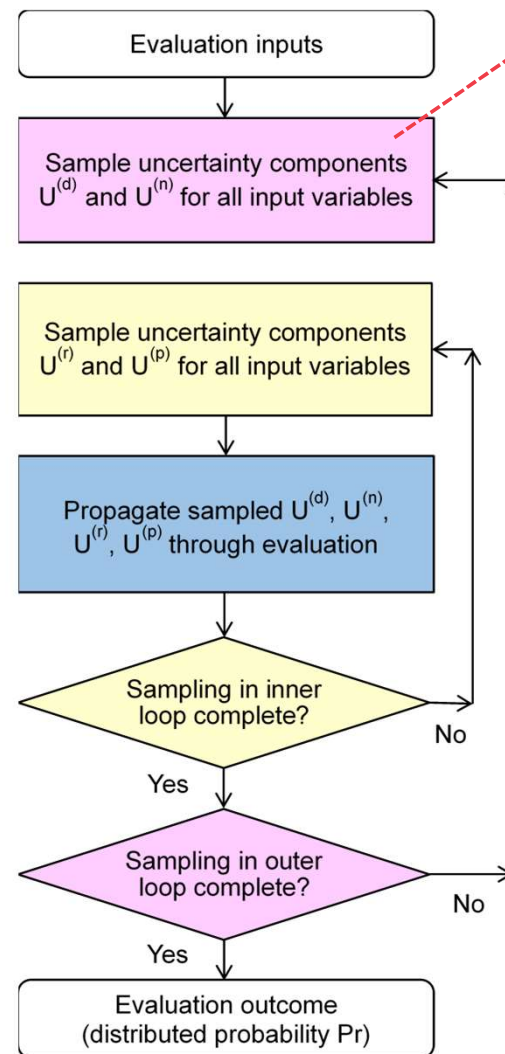 Evaluation inputs
Sample uncertainty components
U^(d) and U^(n) for all input variables
Sample uncertainty components
U^(r) and U^(p) for all input variables
Propagate sampled U^(d), U^(n),
U^(r), U^(p) through evaluation
Sampling in inner
loop complete?
No
Yes
Sampling in outer
loop complete?
No
Yes
Evaluation outcome
(distributed probability Pr)